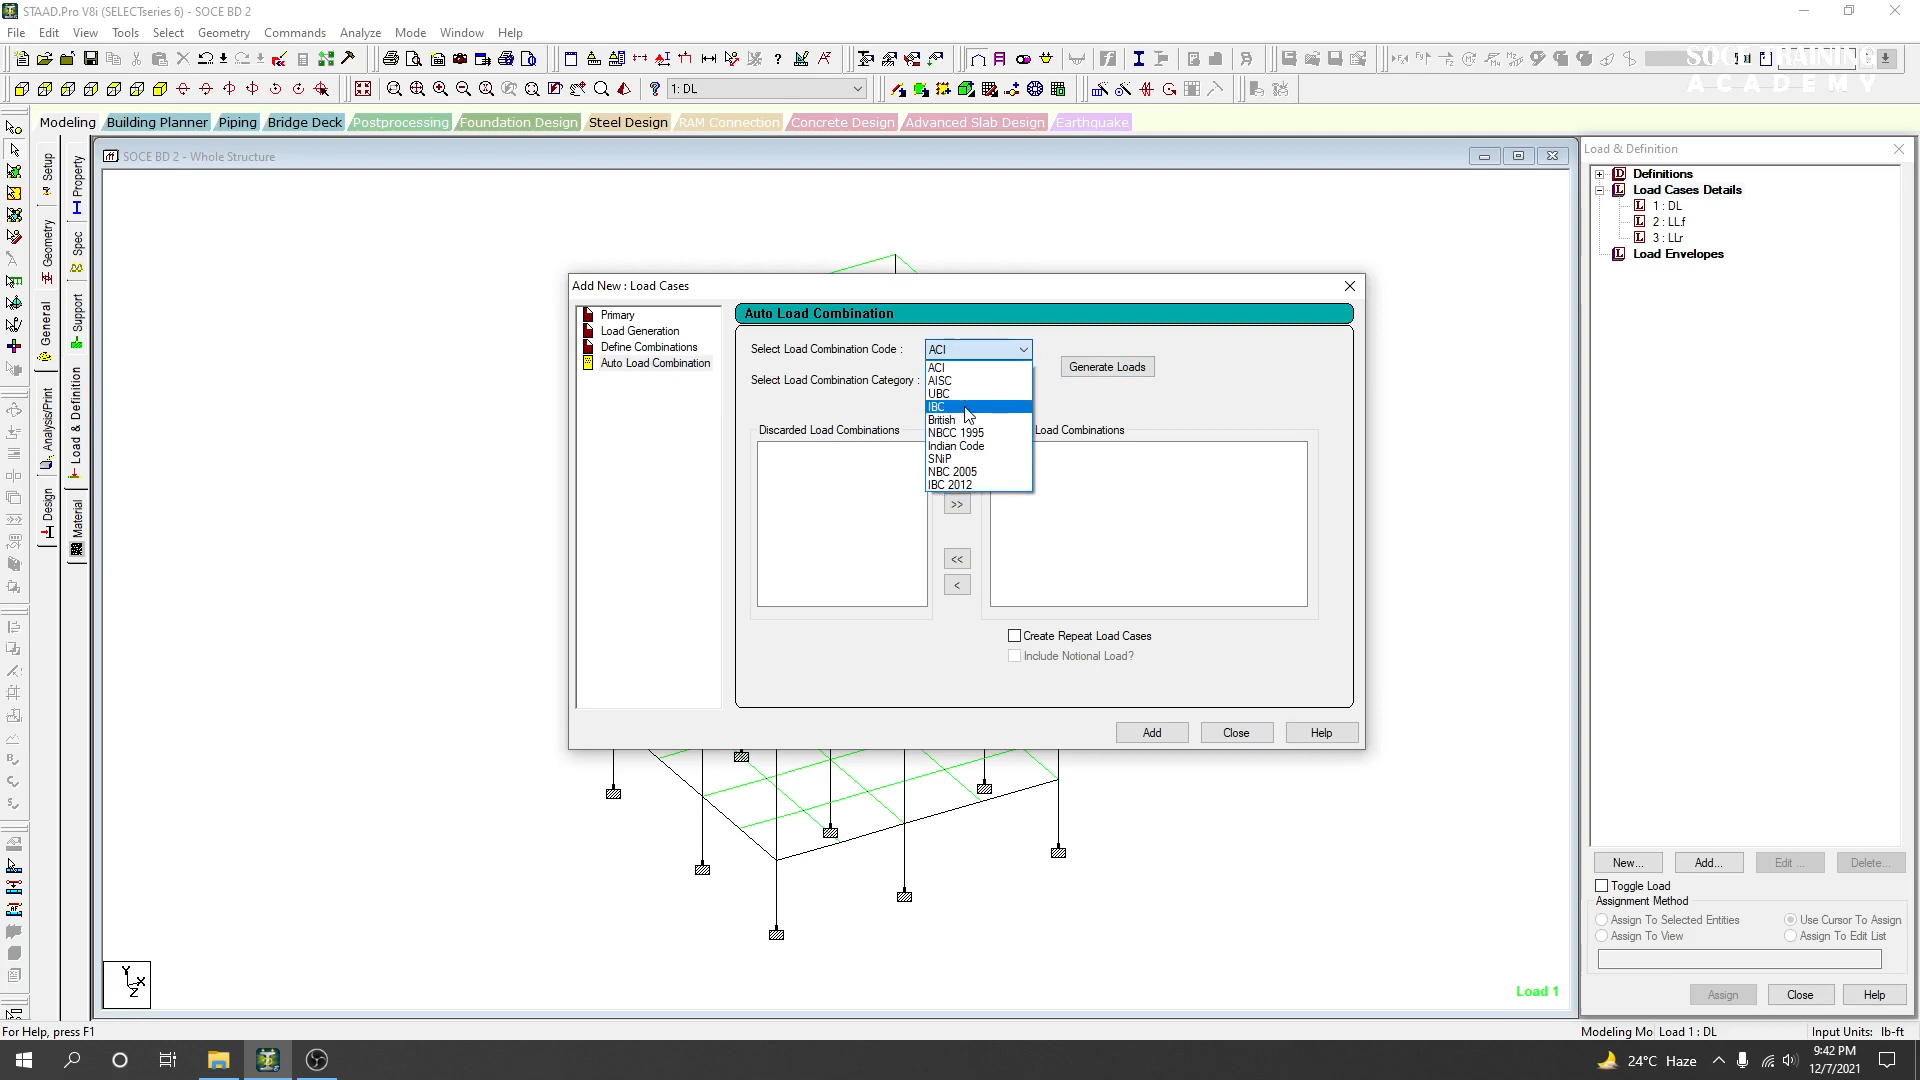 STAAD.Pro V8i (SELECTseries 6) - SOCE BD 2
File Edit View Tools Select Geometry Commands Analyze Mode Window Help
SOCE TRAINING
ACADEMY
1: DL
Modeling Building Planner Piping Bridge Deck Postprocessing Foundation Design Steel Design RAM Connection Concrete Design Advanced Slab Design Earthquake
Setup
Geometry
General
Analysis/Print
Design
Property
Spec
Support
Load & Definition
Material
SOCE BD 2 - Whole Structure
Add New : Load Cases
Primary
Load Generation
Define Combinations
Auto Load Combination
Auto Load Combination
Select Load Combination Code :
ACI
Select Load Combination Category :
Generate Loads
ACI
AISC
UBC
IBC
British
NBCC 1995
Indian Code
SNiP
NBC 2005
IBC 2012
Discarded Load Combinations
Load Combinations
>>
<<
<
Create Repeat Load Cases
Include Notional Load?
Add Close Help
Y
X
Z
Load 1
Load & Definition
Definitions
Load Cases Details
1 : DL
2 : LLf
3 : LLr
Load Envelopes
New... Add... Edit ... Delete...
Toggle Load
Assignment Method
Assign To Selected Entities Use Cursor To Assign
Assign To View Assign To Edit List
Assign Close Help
For Help, press F1
Modeling Mo Load 1 : DL Input Units: lb-ft
24°C Haze
9:42 PM
12/7/2021